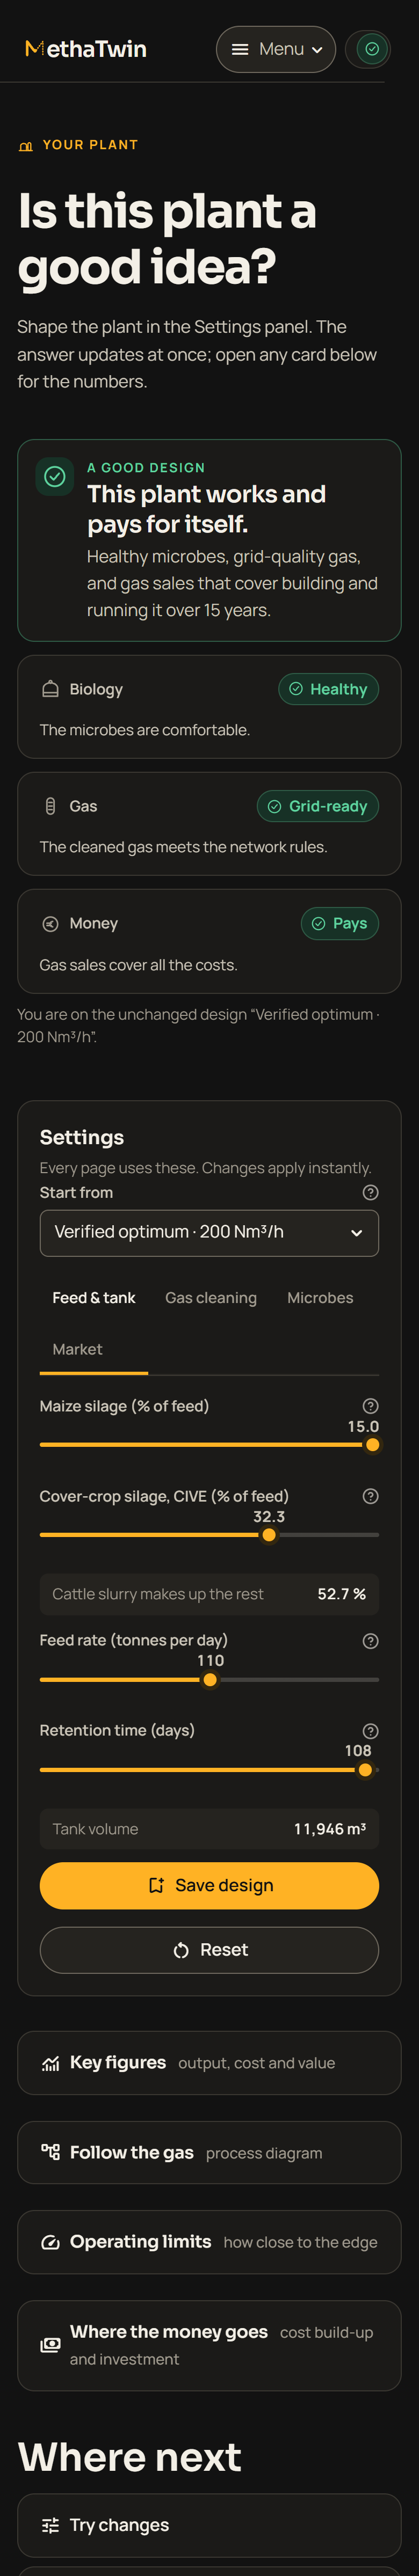 MethaTwin
Menu
YOUR PLANT
Is this plant a
good idea?
Shape the plant in the Settings panel. The
answer updates at once; open any card below
for the numbers.
A GOOD DESIGN
This plant works and
pays for itself.
Healthy microbes, grid-quality gas,
and gas sales that cover building and
running it over 15 years.
Biology
Healthy
The microbes are comfortable.
Gas
Grid-ready
The cleaned gas meets the network rules.
Money
Pays
Gas sales cover all the costs.
You are on the unchanged design “Verified optimum ·
200 Nm³/h”.
Settings
Every page uses these. Changes apply instantly.
Start from
Verified optimum · 200 Nm³/h
Feed & tank
Gas cleaning
Microbes
Market
Maize silage (% of feed)
15.0
Cover-crop silage, CIVE (% of feed)
32.3
Cattle slurry makes up the rest
52.7 %
Feed rate (tonnes per day)
110
Retention time (days)
108
Tank volume
11,946 m³
Save design
Reset
Key figures output, cost and value
Follow the gas process diagram
Operating limits how close to the edge
Where the money goes cost build-up
and investment
Where next
Try changes